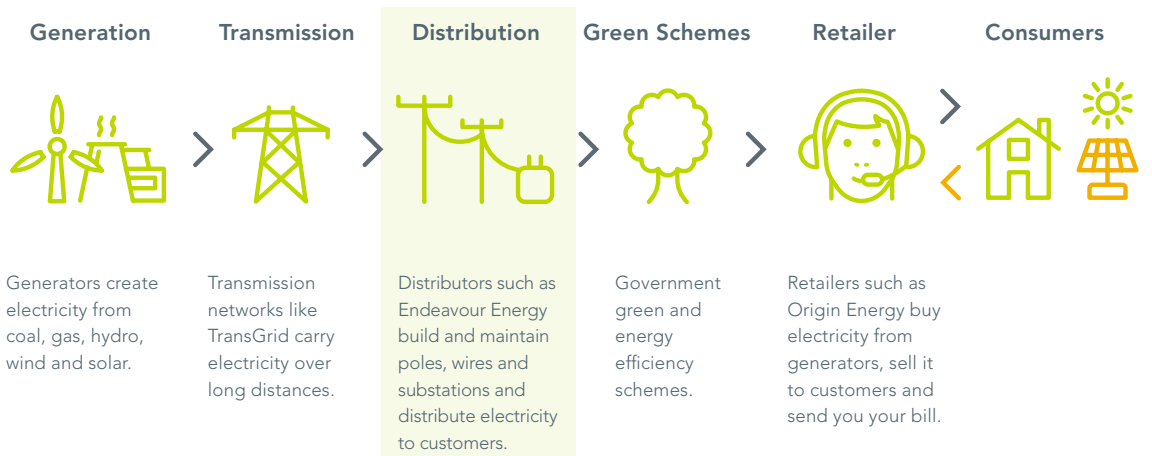 Generation
Transmission
Distribution
Green Schemes
Retailer
Consumers
Generators create
electricity from
coal, gas, hydro,
wind and solar.
Transmission
networks like
TransGrid carry
electricity over
long distances.
Distributors such as
Endeavour Energy
build and maintain
poles, wires and
substations and
distribute electricity
to customers.
Government
green and
energy
efficiency
schemes.
Retailers such as
Origin Energy buy
electricity from
generators, sell it
to customers and
send you your bill.